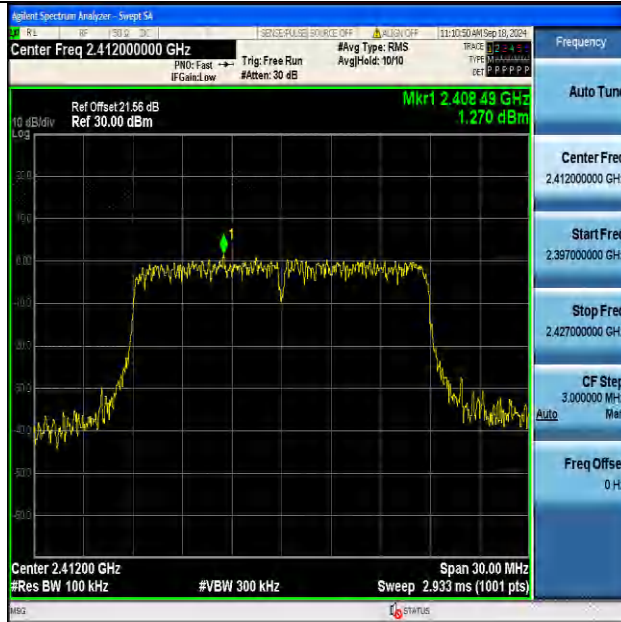 Agilent Spectrum Analyzer - Swept SA
RL RF 50 Ω DC SENSE:PULSE SOURCE OFF ALIGN OFF 11:10:50 AM Sep 18, 2024
Center Freq 2.412000000 GHz
PNO: Fast
IFGain:Low
Trig: Free Run
#Atten: 30 dB
#Avg Type: RMS
Avg|Hold: 10/10
TRACE 1 2 3 4 5 6
TYPE
DET P P P P P P
Frequency
Auto Tune
Ref Offset 21.56 dB
Ref 30.00 dBm
10 dB/div
Log
Mkr1 2.408 49 GHz
1.270 dBm
20.0
10.0
0.00
-10.0
-20.0
-30.0
-40.0
-50.0
-60.0
1
Center Freq
2.412000000 GHz
Start Freq
2.397000000 GHz
Stop Freq
2.427000000 GHz
CF Step
3.000000 MHz
Auto Man
Freq Offset
0 Hz
Center 2.41200 GHz
Span 30.00 MHz
#Res BW 100 kHz
#VBW 300 kHz
Sweep 2.933 ms (1001 pts)
MSG
STATUS